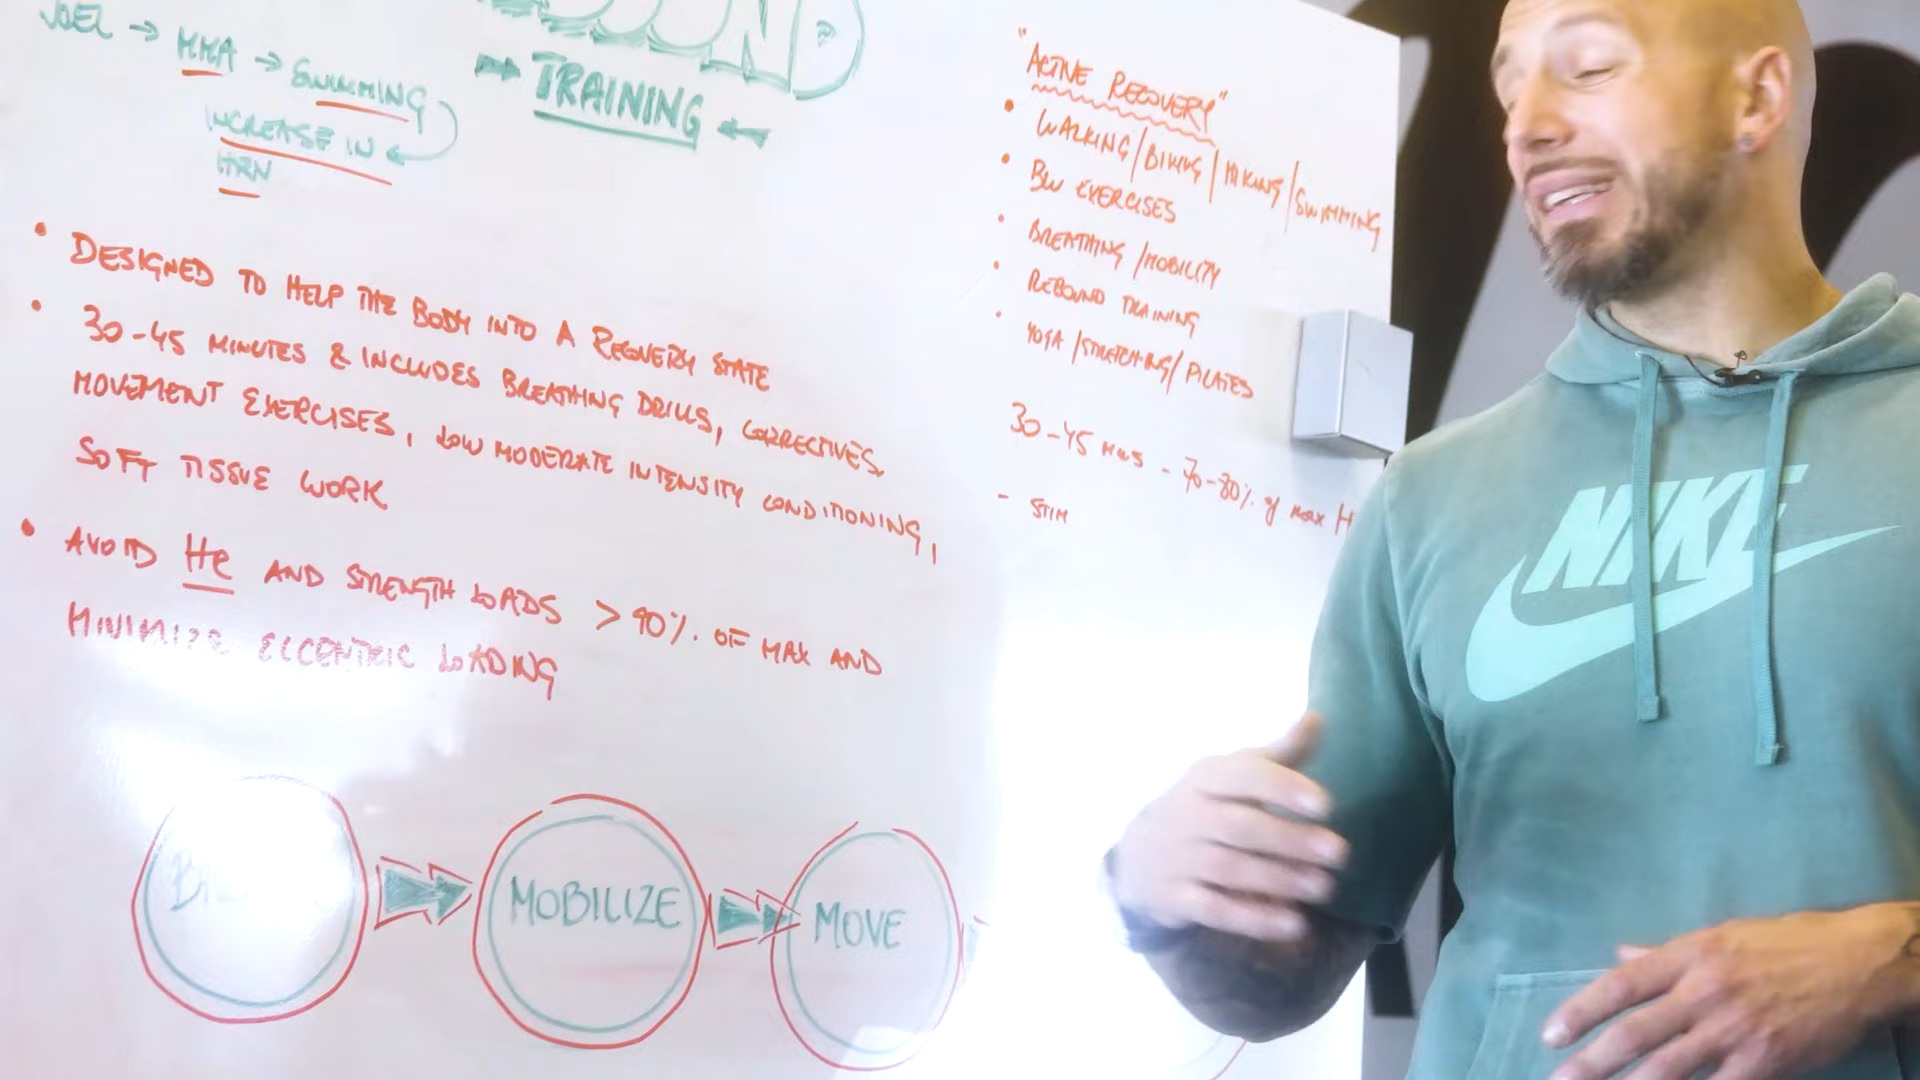 JOEL → MMA → SWIMMING
INCREASE IN
HRV
TRAINING
• DESIGNED TO HELP THE BODY INTO A RECOVERY STATE
• 30-45 MINUTES & INCLUDES BREATHING DRILLS, CORRECTIVES,
MOVEMENT EXERCISES, LOW MODERATE INTENSITY CONDITIONING,
SOFT TISSUE WORK
• AVOID
AND STRENGTH LOADS > 90% OF MAX AND
MINIMIZE ECCENTRIC LOADING
MOBILIZE
MOVE
"ACTIVE RECOVERY"
• WALKING/BIKING/HIKING/SWIMMING
• BW EXERCISES
• BREATHING/MOBILITY
• REBOUND TRAINING
• YOGA/STRETCHING/PILATES
30-45 MINS - 70-80% of max H
- STIM
NIKE